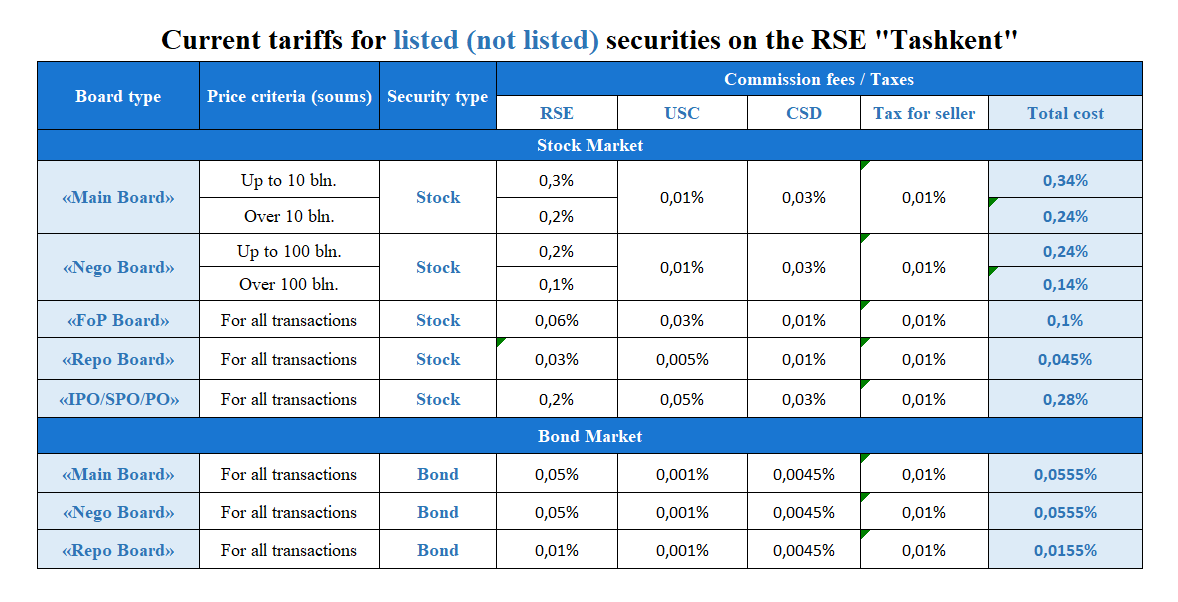 Current tariffs for listed (not listed) securities on the RSE "Tashkent"
Board type Price criteria (soums) Security type Commission fees / Taxes
RSE USC CSD Tax for seller Total cost
Stock Market
«Main Board» Up to 10 bln. Stock 0,3% 0,01% 0,03% 0,01% 0,34%
Over 10 bln. 0,2% 0,24%
«Nego Board» Up to 100 bln. Stock 0,2% 0,01% 0,03% 0,01% 0,24%
Over 100 bln. 0,1% 0,14%
«FoP Board» For all transactions Stock 0,06% 0,03% 0,01% 0,01% 0,1%
«Repo Board» For all transactions Stock 0,03% 0,005% 0,01% 0,01% 0,045%
«IPO/SPO/PO» For all transactions Stock 0,2% 0,05% 0,03% 0,01% 0,28%
Bond Market
«Main Board» For all transactions Bond 0,05% 0,001% 0,0045% 0,01% 0,0555%
«Nego Board» For all transactions Bond 0,05% 0,001% 0,0045% 0,01% 0,0555%
«Repo Board» For all transactions Bond 0,01% 0,001% 0,0045% 0,01% 0,0155%